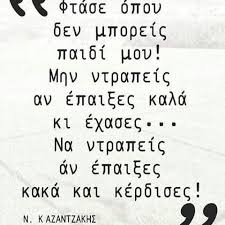 Φτάσε όπου
δεν μπορείς
παιδί μου!
Μην ντραπείς
αν έπαιξες καλά
κι έχασες...
Να ντραπείς
άν έπαιξες
κακά και κέρδισες!
Ν. ΚΑΖΑΝΤΖΑΚΗΣ